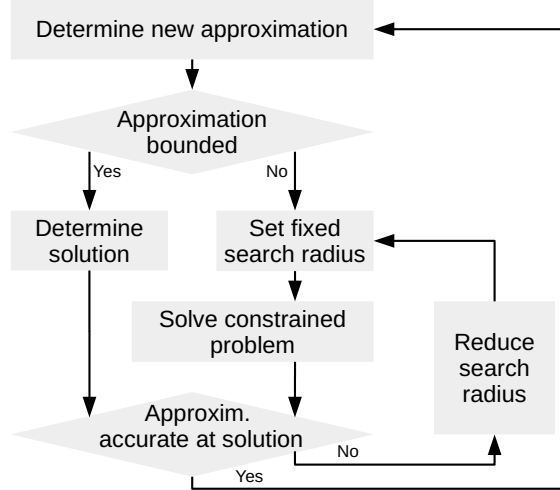 Determine new approximation
Approximation
bounded
Yes
No
Determine
solution
Set fixed
search radius
Solve constrained
problem
Reduce
search
radius
Approxim.
accurate at solution
No
Yes